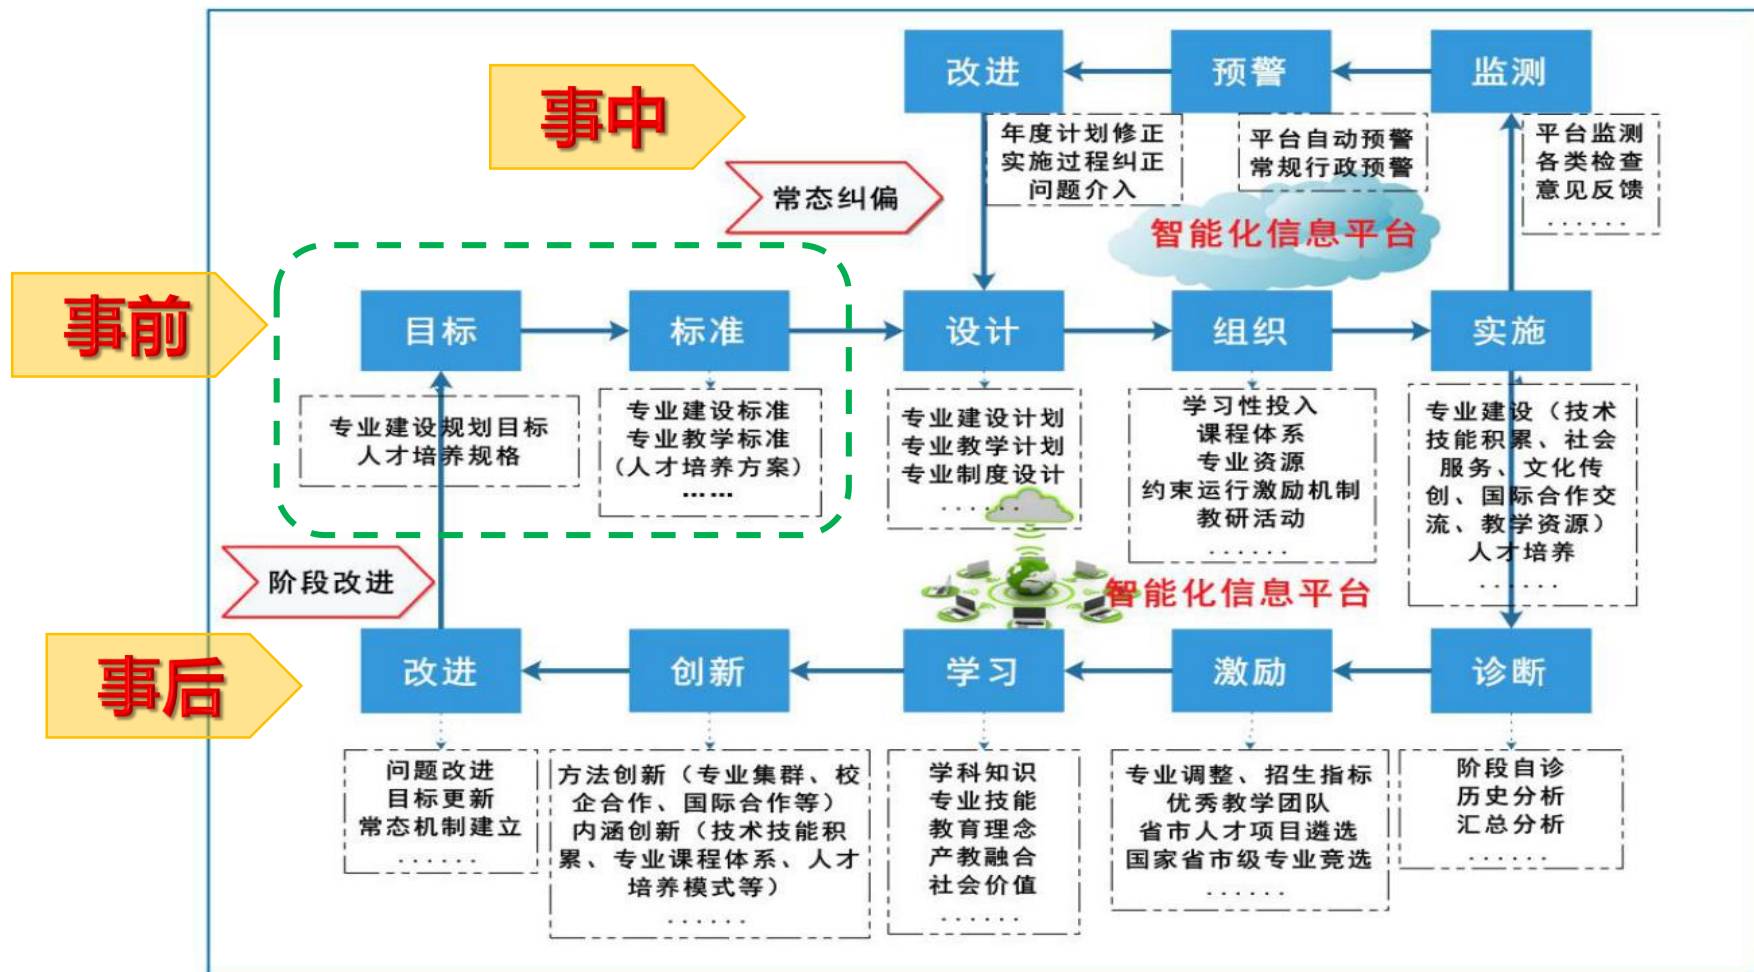 事中
改进
预警
监测
年度计划修正
实施过程纠正
问题介入
平台自动预警
常规行政预警
平台监测
各类检查
意见反馈
......
常态纠偏
智能化信息平台
事前
目标
标准
设计
组织
实施
专业建设规划目标
人才培养规格
专业建设标准
专业教学标准
（人才培养方案）
……
专业建设计划
专业教学计划
专业制度设计
......
学习性投入
课程体系
专业资源
约束运行激励机制
教研活动
......
专业建设（技术
技能积累、社会
服务、文化传
创、国际合作交
流、教学资源）
人才培养
......
阶段改进
智能化信息平台
事后
改进
创新
学习
激励
诊断
问题改进
目标更新
常态机制建立
......
方法创新（专业集群、校
企合作、国际合作等）
内涵创新（技术技能积
累、专业课程体系、人才
培养模式等）
......
学科知识
专业技能
教育理念
产教融合
社会价值
......
专业调整、招生指标
优秀教学团队
省市人才项目遴选
国家省市级专业竞选
......
阶段自诊
历史分析
汇总分析
......